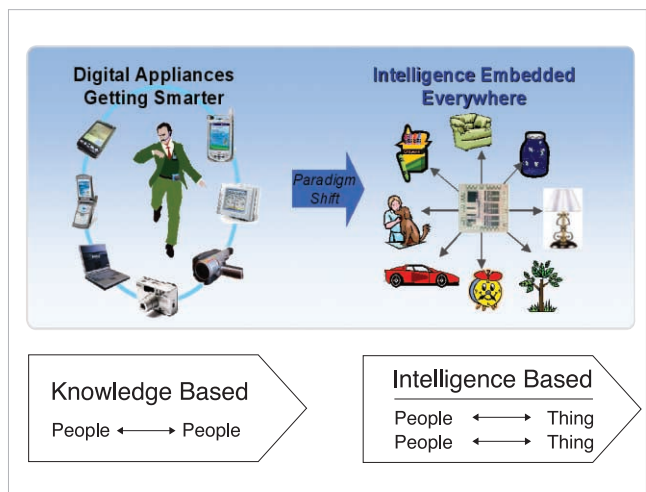 Digital Appliances
Getting Smarter
Intelligence Embedded
Everywhere
Paradigm
Shift
Knowledge Based
People ⟷ People
Intelligence Based
People ⟷ Thing
People ⟷ Thing